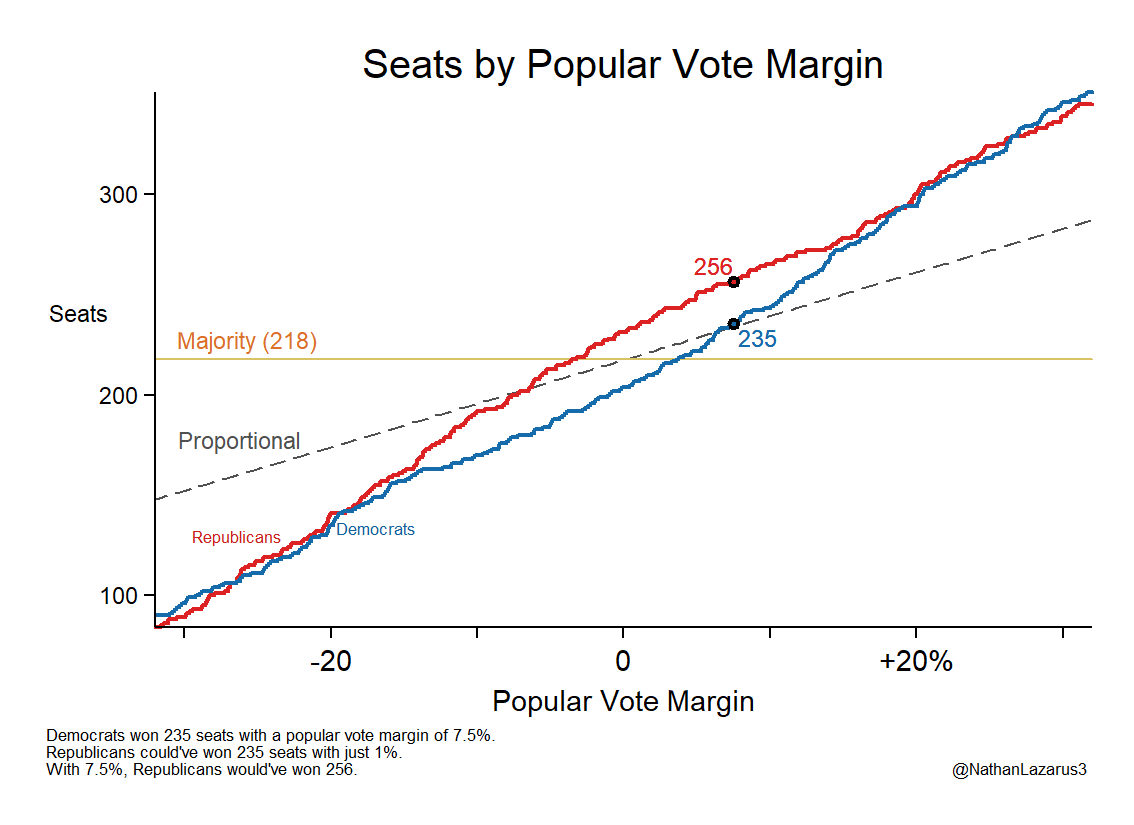 Seats by Popular Vote Margin
300
256
Seats
Majority (218)
235
200
Proportional
Republicans
Democrats
100
-20
0
+20%
Popular Vote Margin
Democrats won 235 seats with a popular vote margin of 7.5%.
Republicans could've won 235 seats with just 1%.
With 7.5%, Republicans would've won 256.
@NathanLazarus3